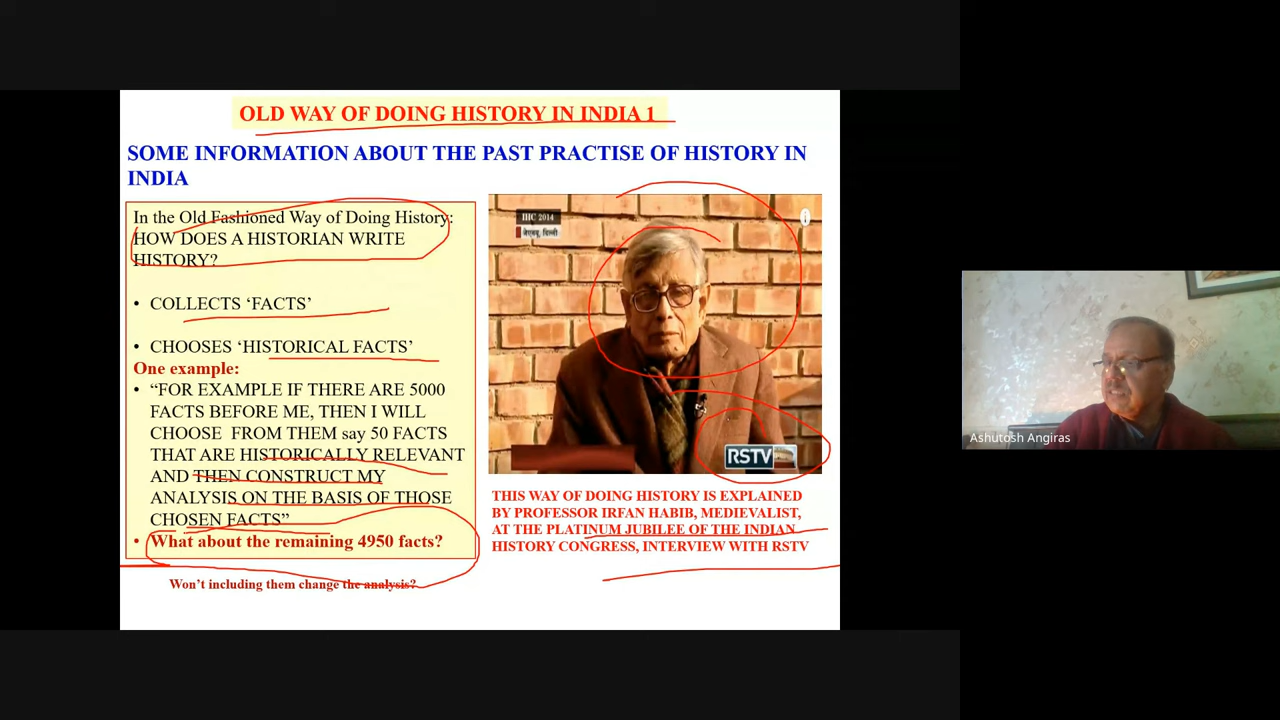 OLD WAY OF DOING HISTORY IN INDIA 1
SOME INFORMATION ABOUT THE PAST PRACTISE OF HISTORY IN
INDIA
In the Old Fashioned Way of Doing History:
HOW DOES A HISTORIAN WRITE
HISTORY?
• COLLECTS ‘FACTS’
• CHOOSES ‘HISTORICAL FACTS’
One example:
• “FOR EXAMPLE IF THERE ARE 5000
FACTS BEFORE ME, THEN I WILL
CHOOSE FROM THEM say 50 FACTS
THAT ARE HISTORICALLY RELEVANT
AND THEN CONSTRUCT MY
ANALYSIS ON THE BASIS OF THOSE
CHOSEN FACTS”
• What about the remaining 4950 facts?
Won’t including them change the analysis?
IHC 2014
जेएनयू, दिल्ली
RSTV
THIS WAY OF DOING HISTORY IS EXPLAINED
BY PROFESSOR IRFAN HABIB, MEDIEVALIST,
AT THE PLATINUM JUBILEE OF THE INDIAN
HISTORY CONGRESS, INTERVIEW WITH RSTV
Ashutosh Angiras